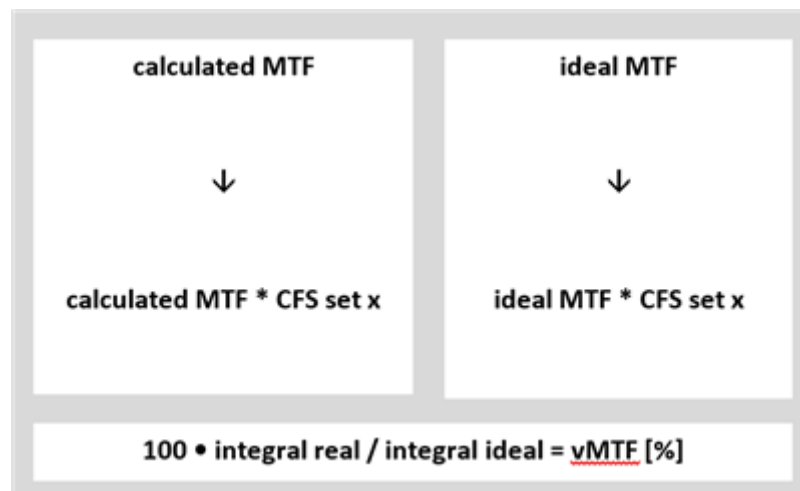 calculated MTF
↓
calculated MTF * CFS set x
ideal MTF
↓
ideal MTF * CFS set x
100 • integral real / integral ideal = vMTF [%]